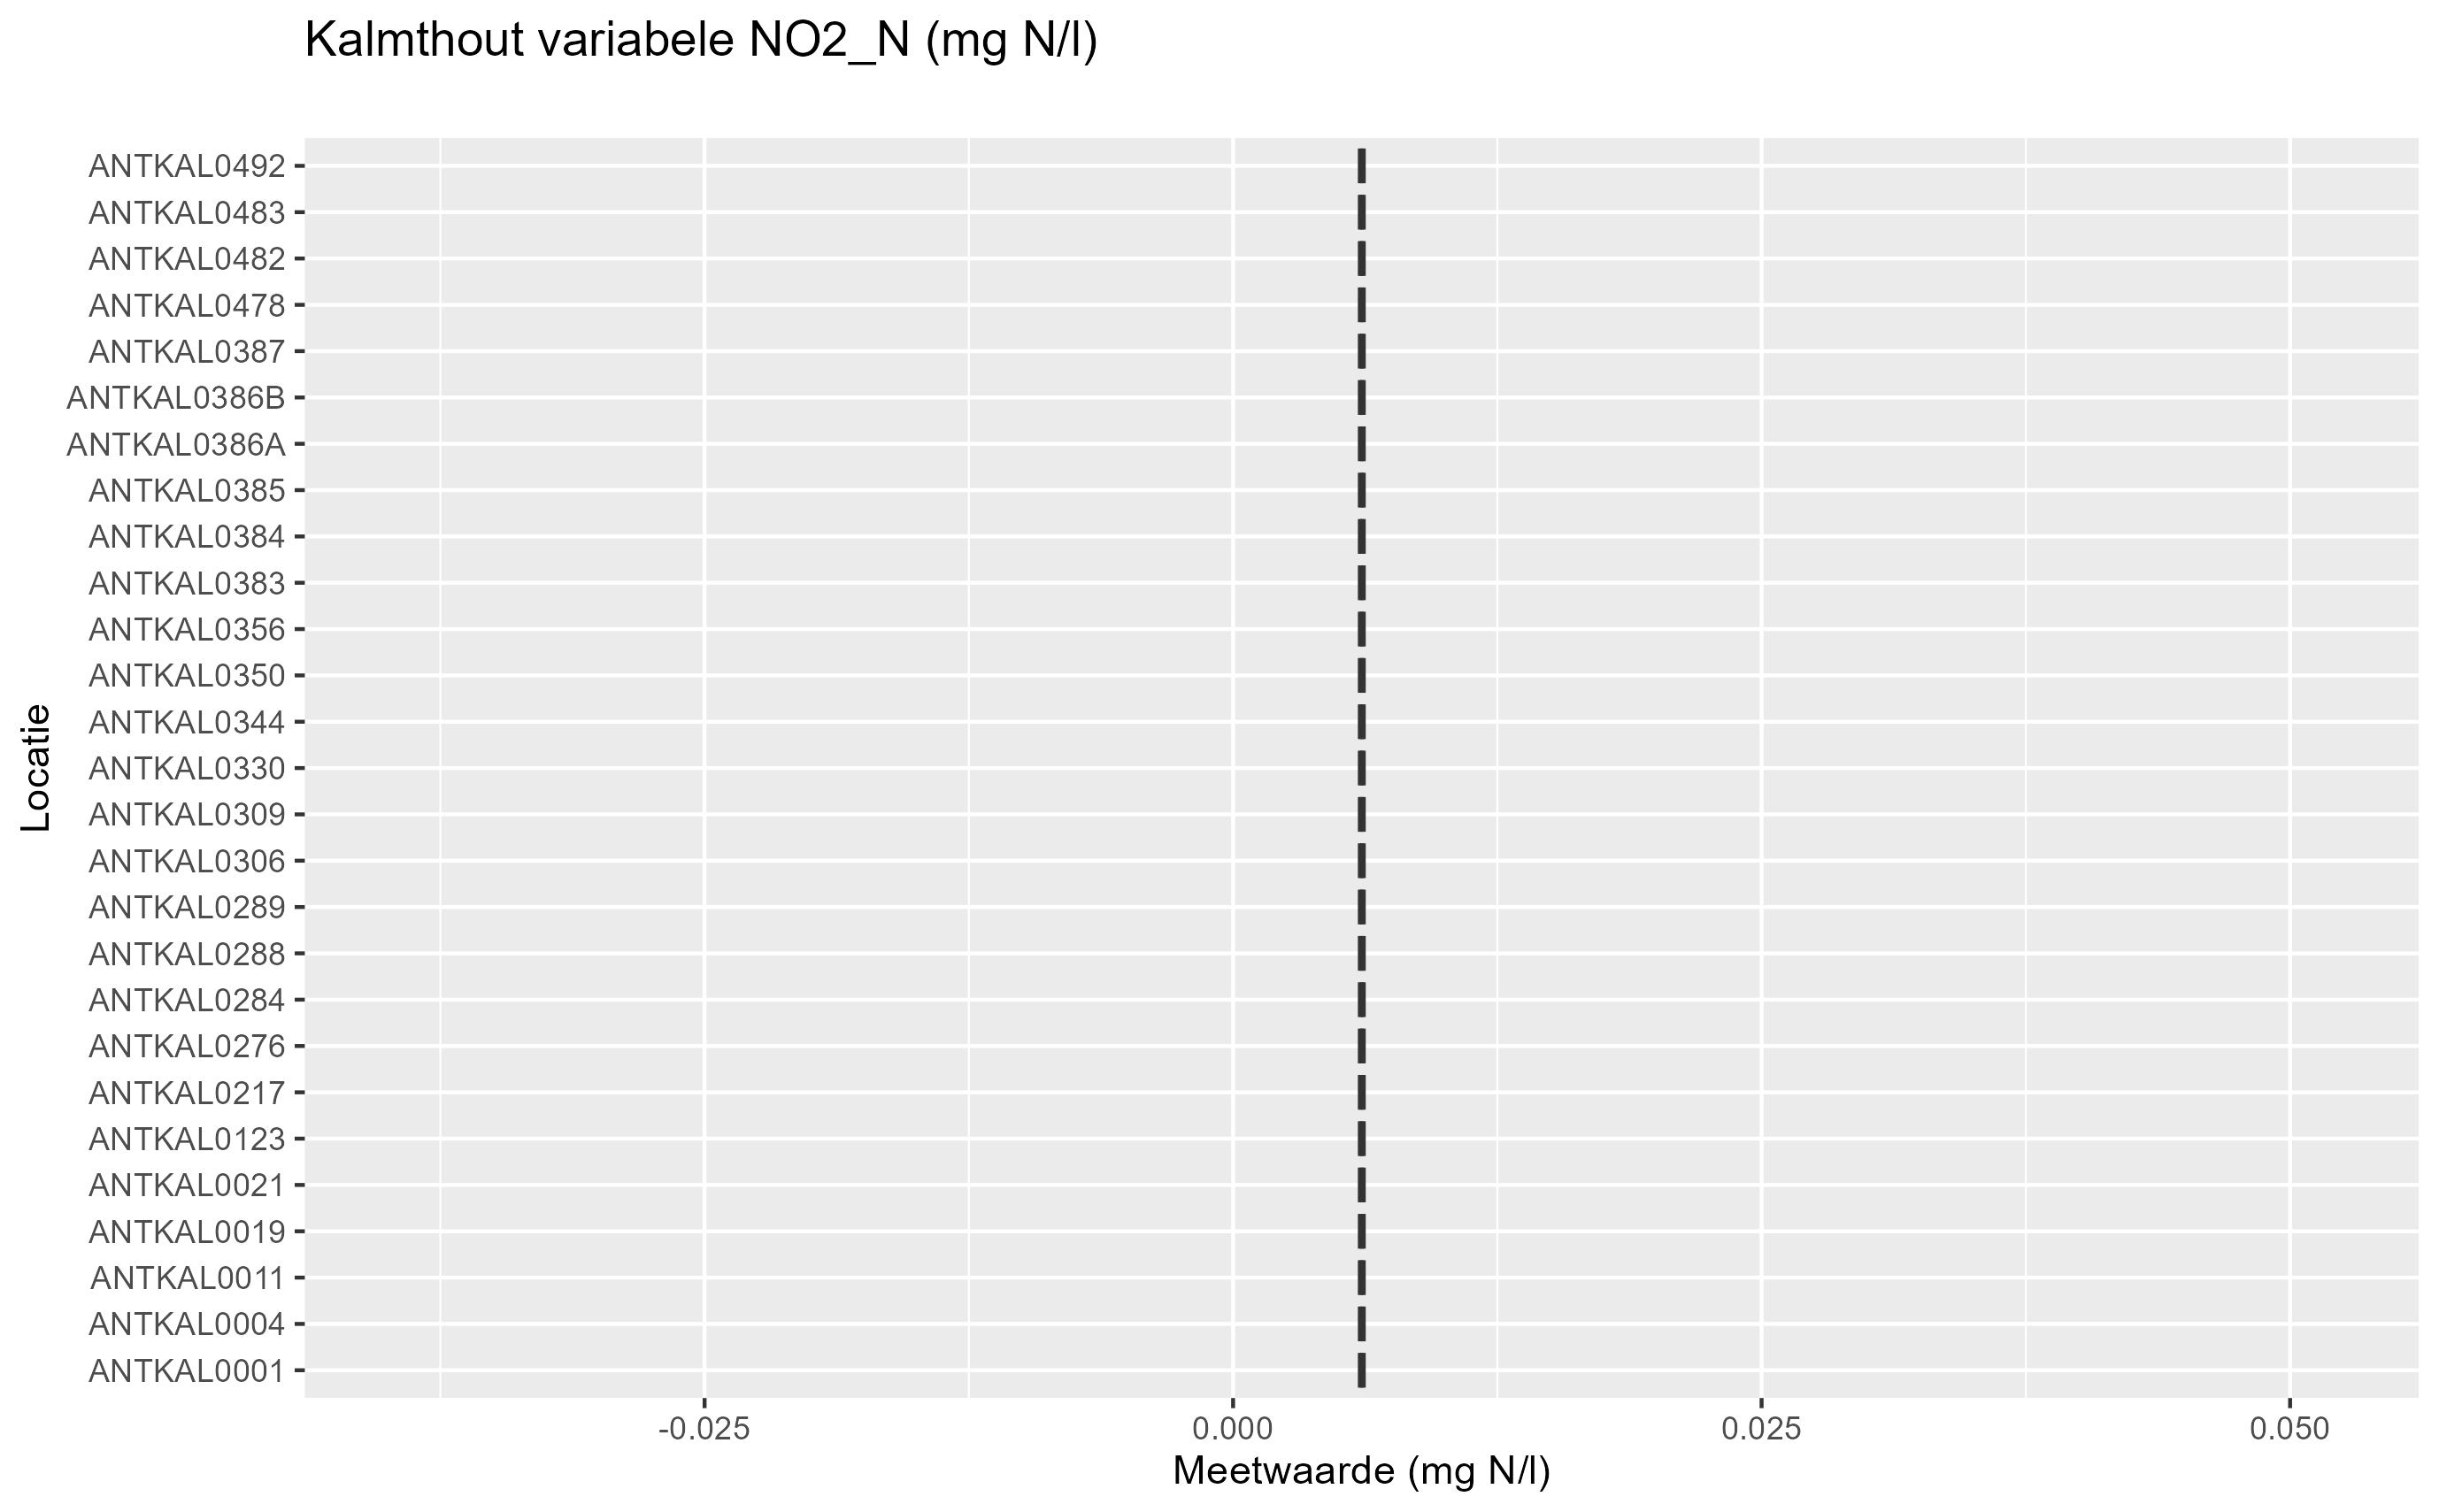 Kalmthout variabele NO2_N (mg N/l)
ANTKAL0492
ANTKAL0483
ANTKAL0482
ANTKAL0478
ANTKAL0387
ANTKAL0386B
ANTKAL0386A
ANTKAL0385
ANTKAL0384
ANTKAL0383
ANTKAL0356
ANTKAL0350
ANTKAL0344
ANTKAL0330
ANTKAL0309
ANTKAL0306
ANTKAL0289
ANTKAL0288
ANTKAL0284
ANTKAL0276
ANTKAL0217
ANTKAL0123
ANTKAL0021
ANTKAL0019
ANTKAL0011
ANTKAL0004
ANTKAL0001
Locatie
-0.025 0.000 0.025 0.050
Meetwaarde (mg N/l)